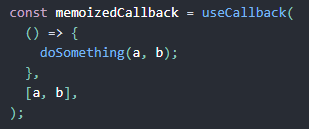 const memoizedCallback = useCallback(
  () => {
    doSomething(a, b);
  },
  [a, b],
);